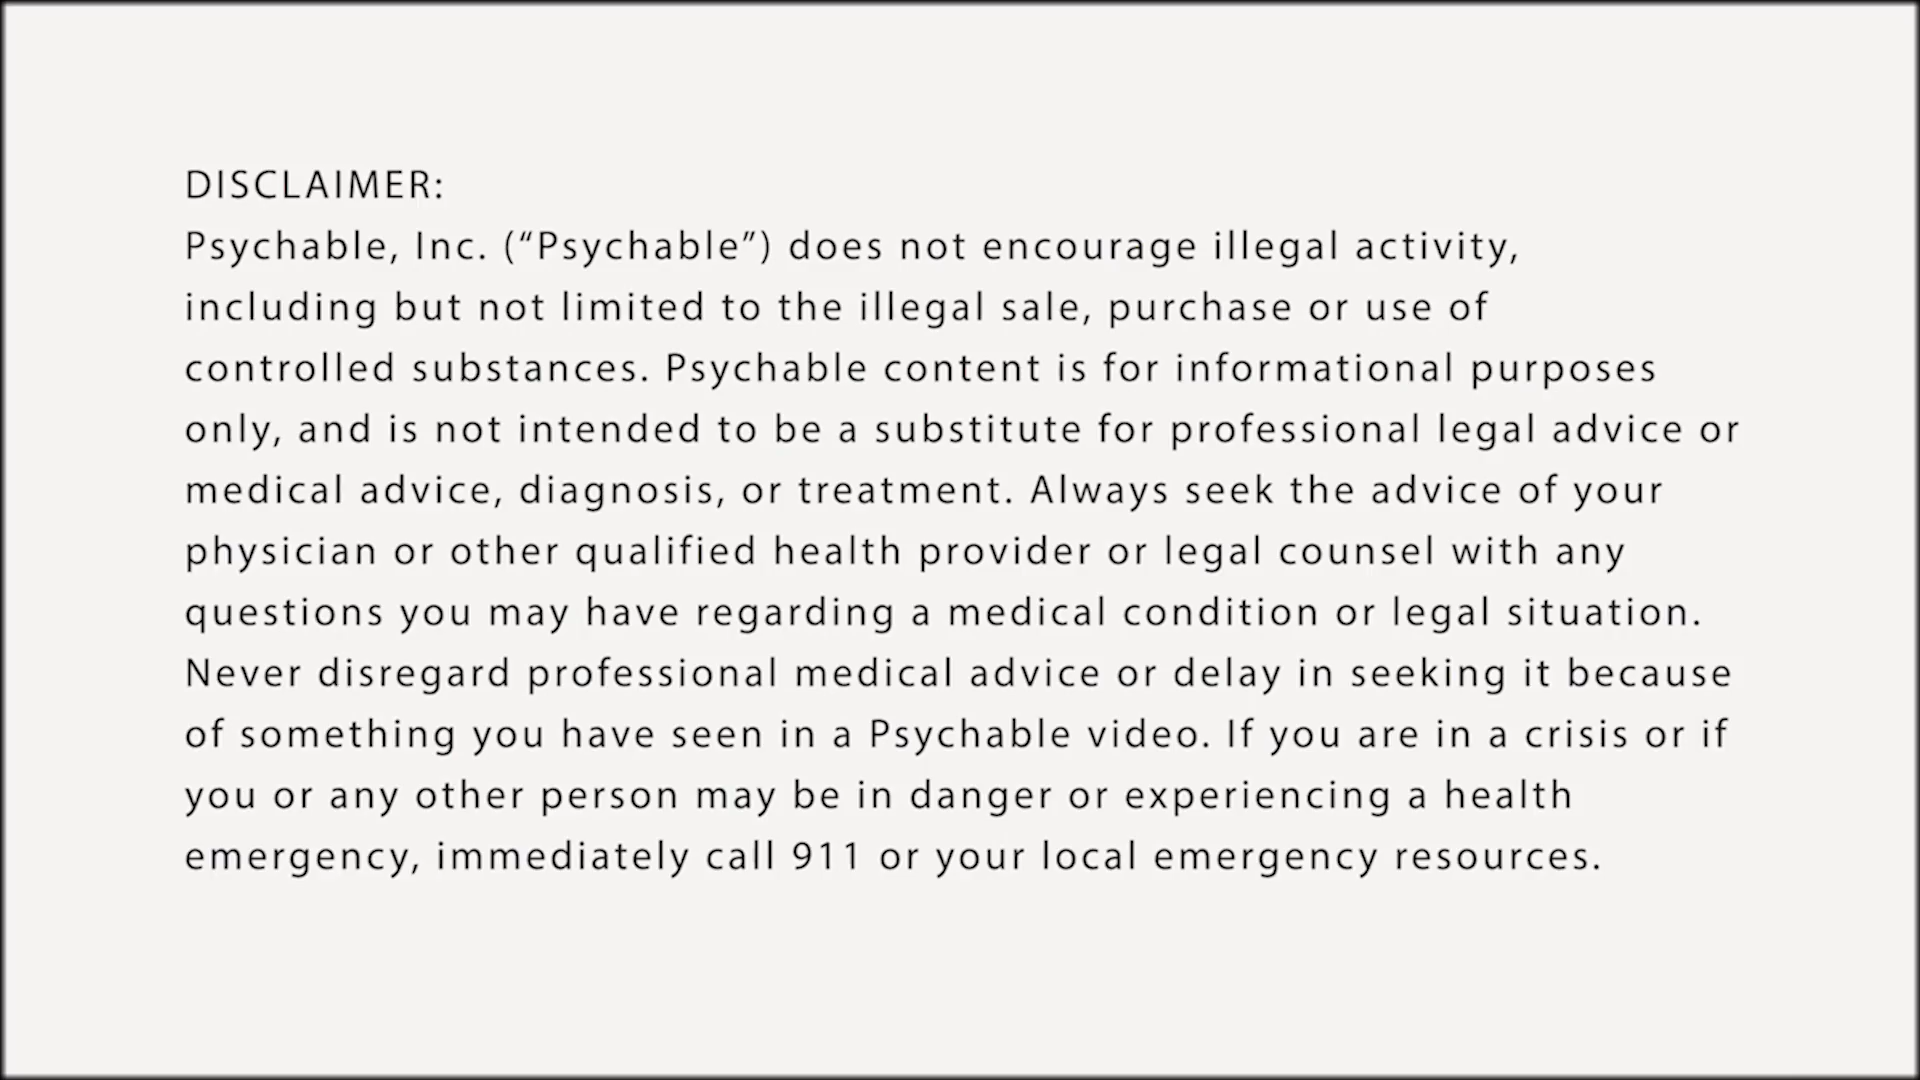 DISCLAIMER:
Psychable, Inc. (“Psychable”) does not encourage illegal activity,
including but not limited to the illegal sale, purchase or use of
controlled substances. Psychable content is for informational purposes
only, and is not intended to be a substitute for professional legal advice or
medical advice, diagnosis, or treatment. Always seek the advice of your
physician or other qualified health provider or legal counsel with any
questions you may have regarding a medical condition or legal situation.
Never disregard professional medical advice or delay in seeking it because
of something you have seen in a Psychable video. If you are in a crisis or if
you or any other person may be in danger or experiencing a health
emergency, immediately call 911 or your local emergency resources.